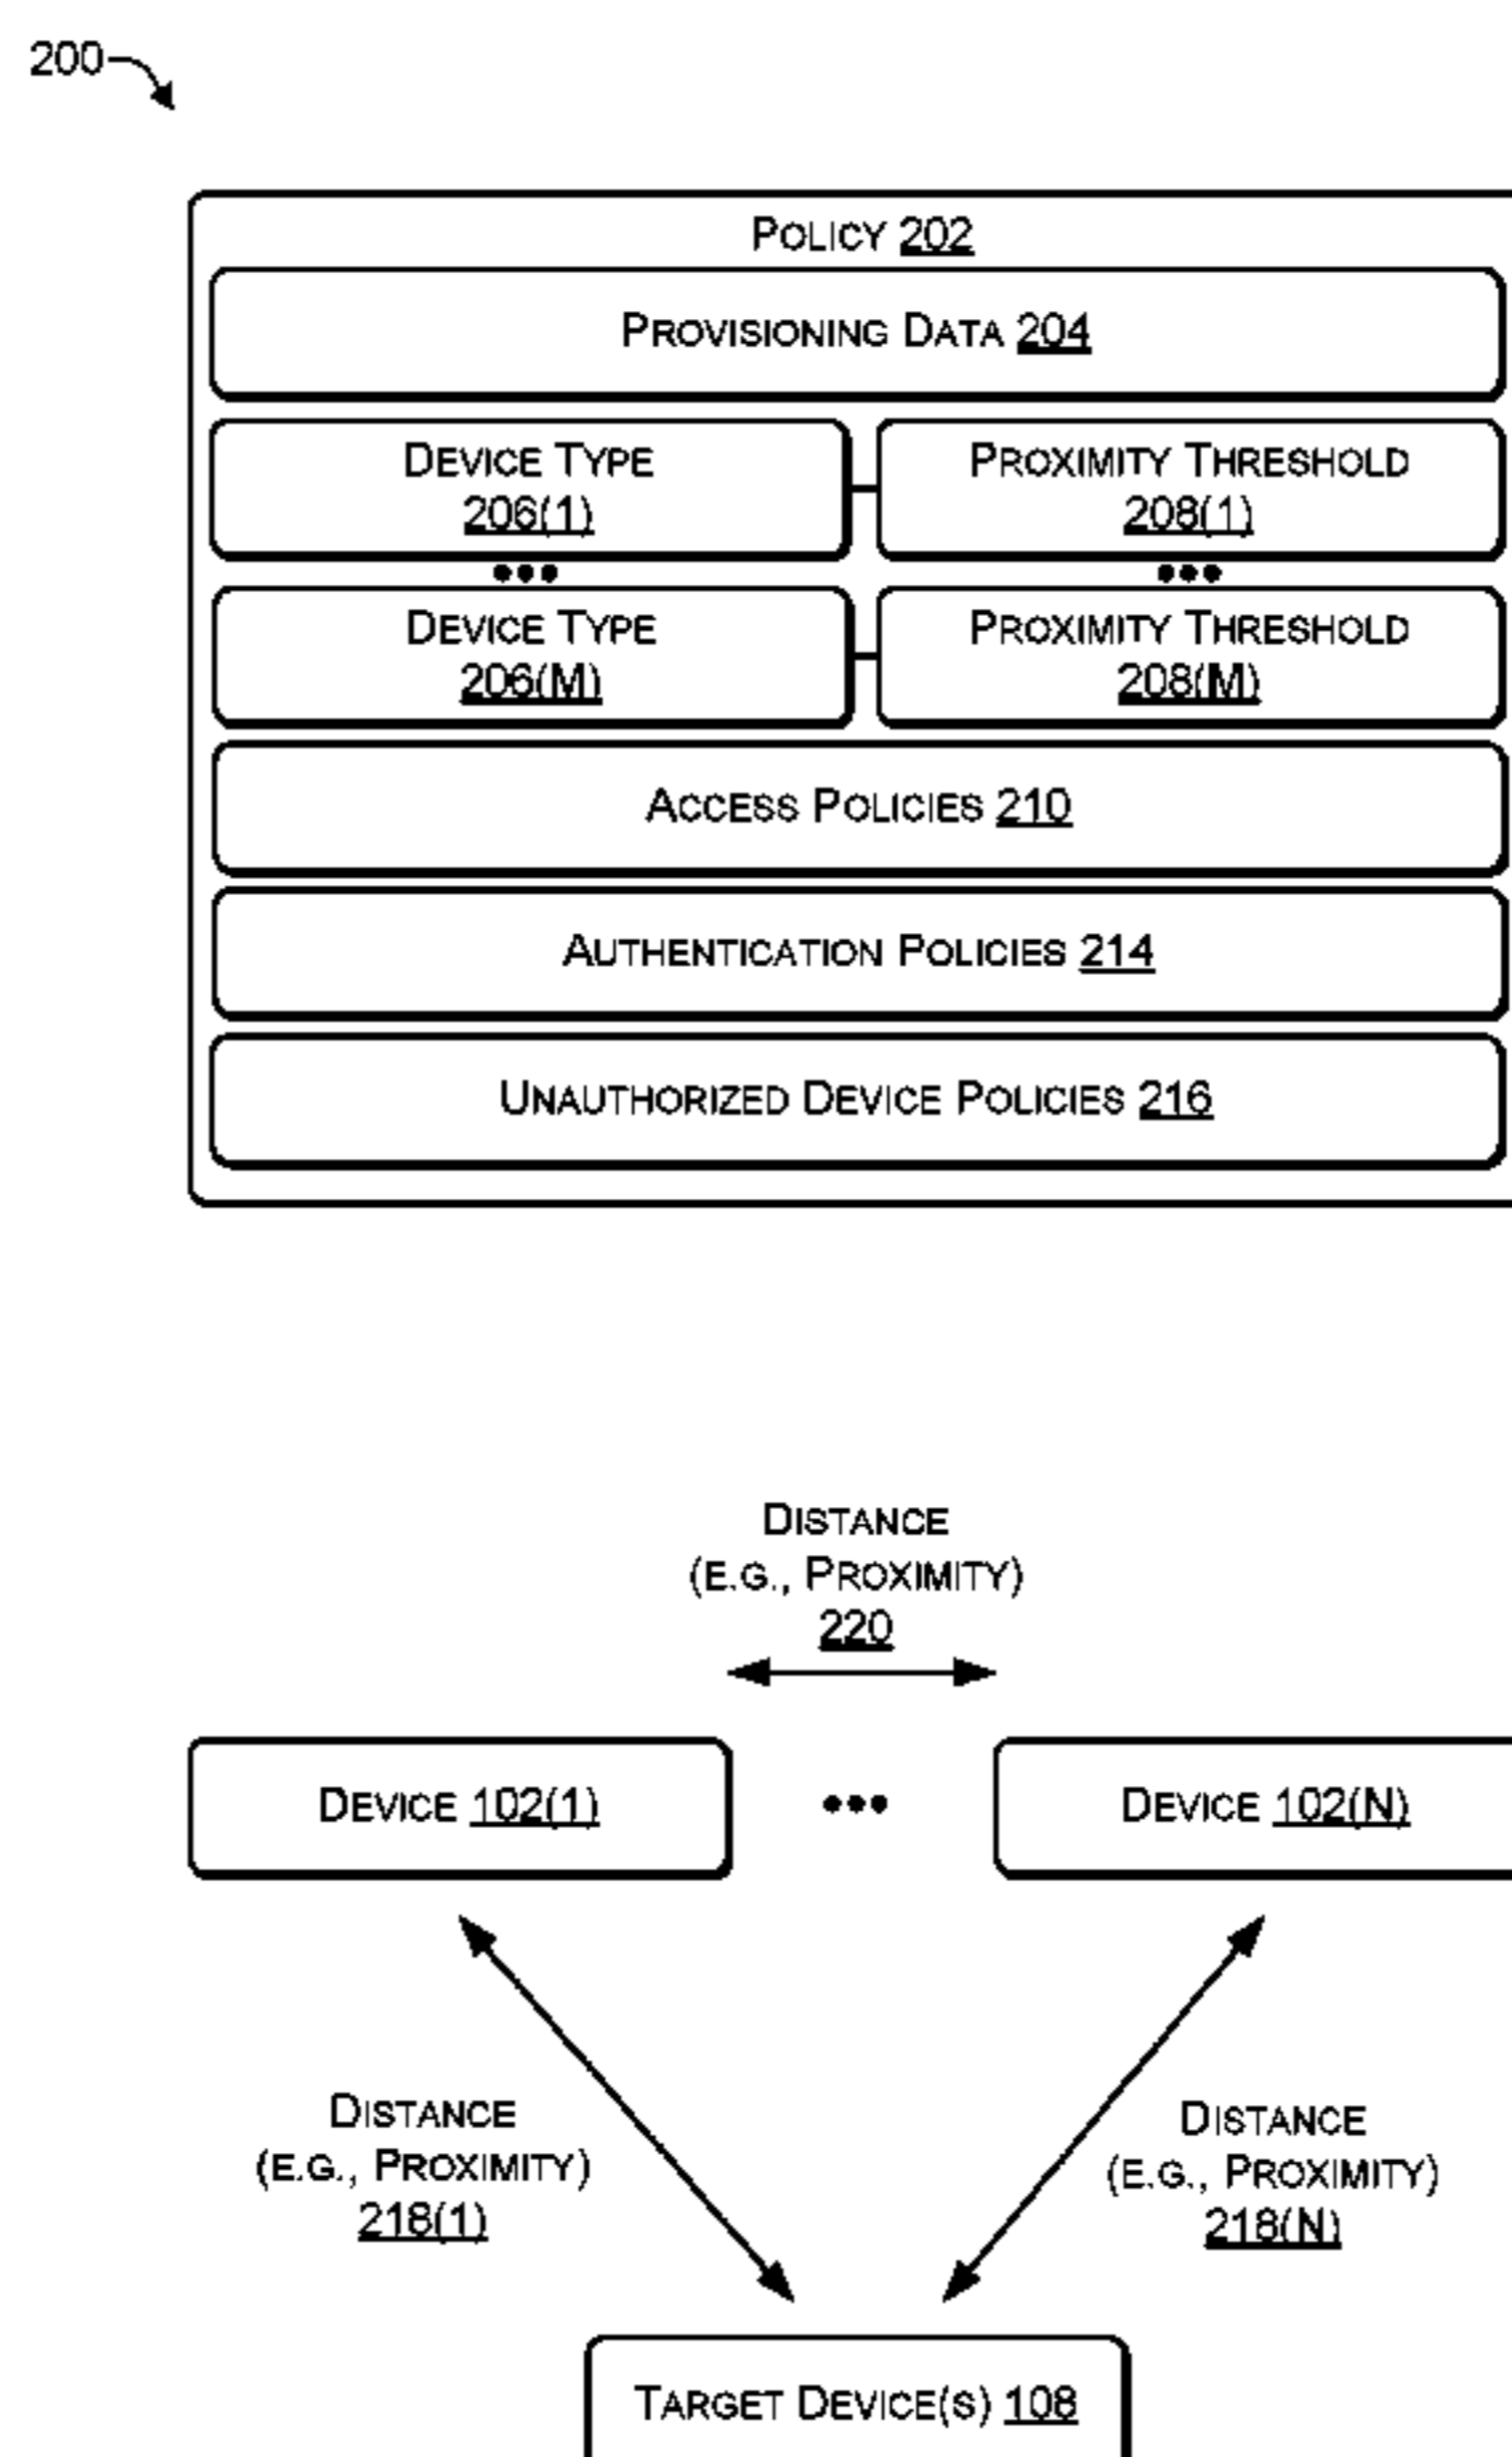 200
Policy 202
Provisioning Data 204
Device Type
206(1)
Proximity Threshold
208(1)
•••
•••
Device Type
206(M)
Proximity Threshold
208(M)
Access Policies 210
Authentication Policies 214
Unauthorized Device Policies 216
Distance
(e.g., Proximity)
220
Device 102(1)
•••
Device 102(N)
Distance
(e.g., Proximity)
218(1)
Distance
(e.g., Proximity)
218(N)
Target Device(s) 108